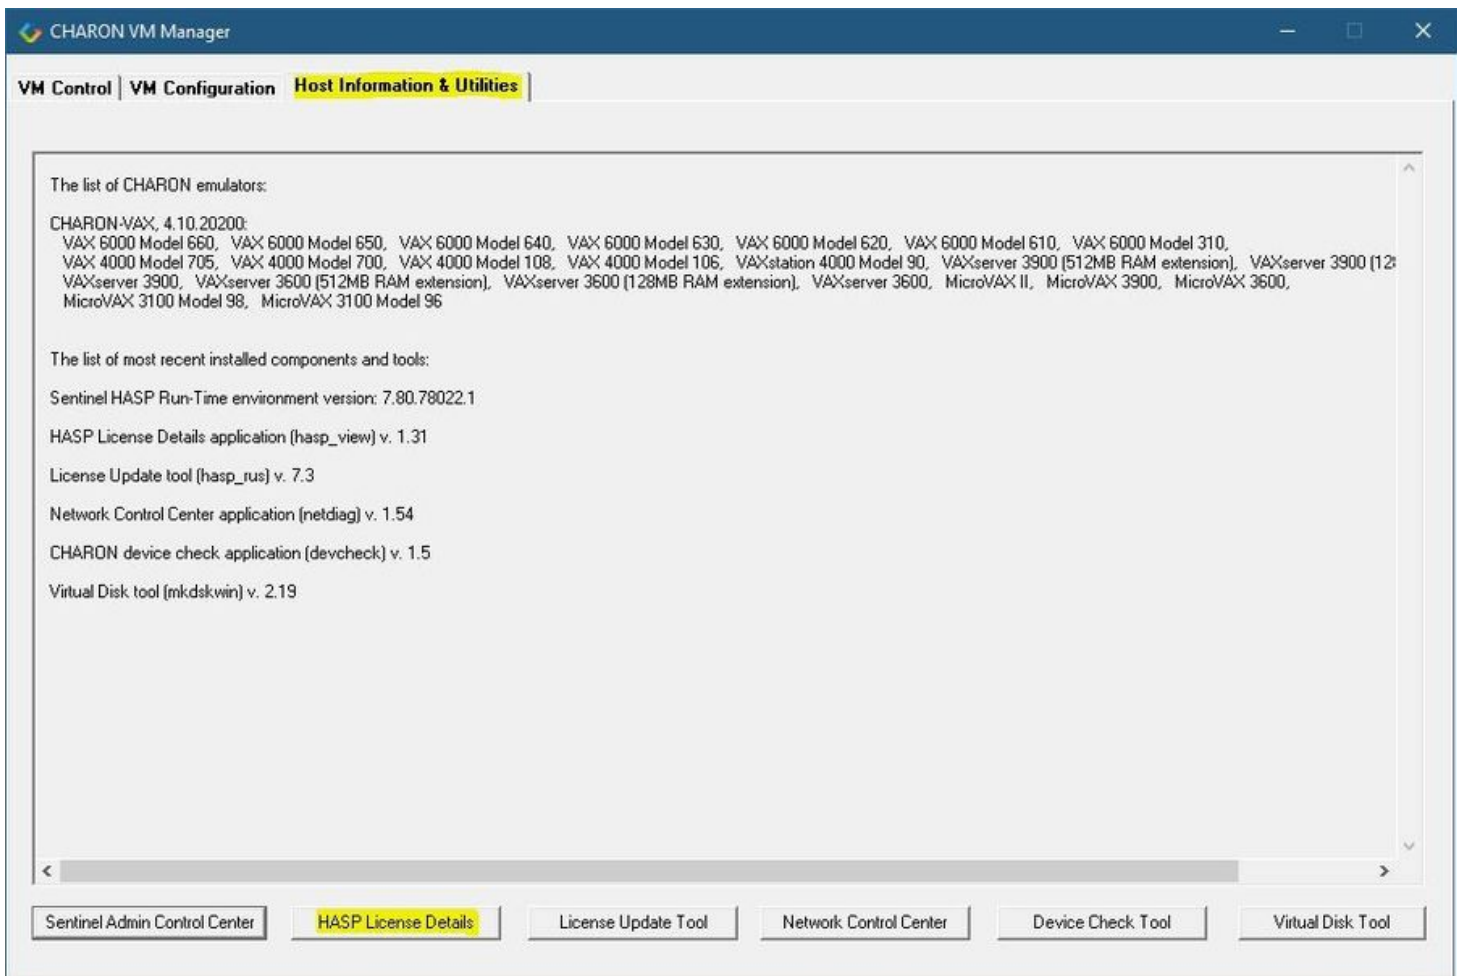 CHARON VM Manager
VM Control | VM Configuration Host Information & Utilities
The list of CHARON emulators:
CHARON-VAX, 4.10.20200:
VAX 6000 Model 660, VAX 6000 Model 650, VAX 6000 Model 640, VAX 6000 Model 630, VAX 6000 Model 620, VAX 6000 Model 610, VAX 6000 Model 310,
VAX 4000 Model 705, VAX 4000 Model 700, VAX 4000 Model 108, VAX 4000 Model 106, VAXstation 4000 Model 90, VAXserver 3900 (512MB RAM extension), VAXserver 3900 (128
VAXserver 3900, VAXserver 3600 (512MB RAM extension), VAXserver 3600 (128MB RAM extension), VAXserver 3600, MicroVAX II, MicroVAX 3900, MicroVAX 3600,
MicroVAX 3100 Model 98, MicroVAX 3100 Model 96
The list of most recent installed components and tools:
Sentinel HASP Run-Time environment version: 7.80.78022.1
HASP License Details application (hasp_view) v. 1.31
License Update tool (hasp_rus) v. 7.3
Network Control Center application (netdiag) v. 1.54
CHARON device check application (devcheck) v. 1.5
Virtual Disk tool (mkdskwin) v. 2.19
Sentinel Admin Control Center HASP License Details License Update Tool Network Control Center Device Check Tool Virtual Disk Tool